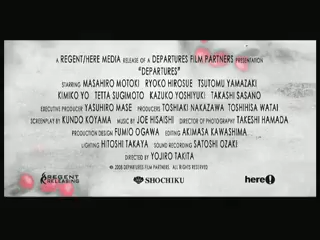 A REGENT/HERE MEDIA RELEASE OF A DEPARTURES FILM PARTNERS PRESENTATION
"DEPARTURES"
STARRING MASAHIRO MOTOKI RYOKO HIROSUE TSUTOMU YAMAZAKI
KIMIKO YO TETTA SUGIMOTO KAZUKO YOSHIYUKI TAKASHI SASANO
EXECUTIVE PRODUCER YASUHIRO MASE PRODUCERS TOSHIAKI NAKAZAWA TOSHIHISA WATAI
SCREENPLAY BY KUNDO KOYAMA MUSIC BY JOE HISAISHI DIRECTOR OF PHOTOGRAPHY TAKESHI HAMADA
PRODUCTION DESIGN FUMIO OGAWA EDITING AKIMASA KAWASHIMA
LIGHTING HITOSHI TAKAYA SOUND RECORDING SATOSHI OZAKI
DIRECTED BY YOJIRO TAKITA
© 2008 DEPARTURES FILM PARTNERS. ALL RIGHTS RESERVED
REGENT RELEASING SHOCHIKU here!